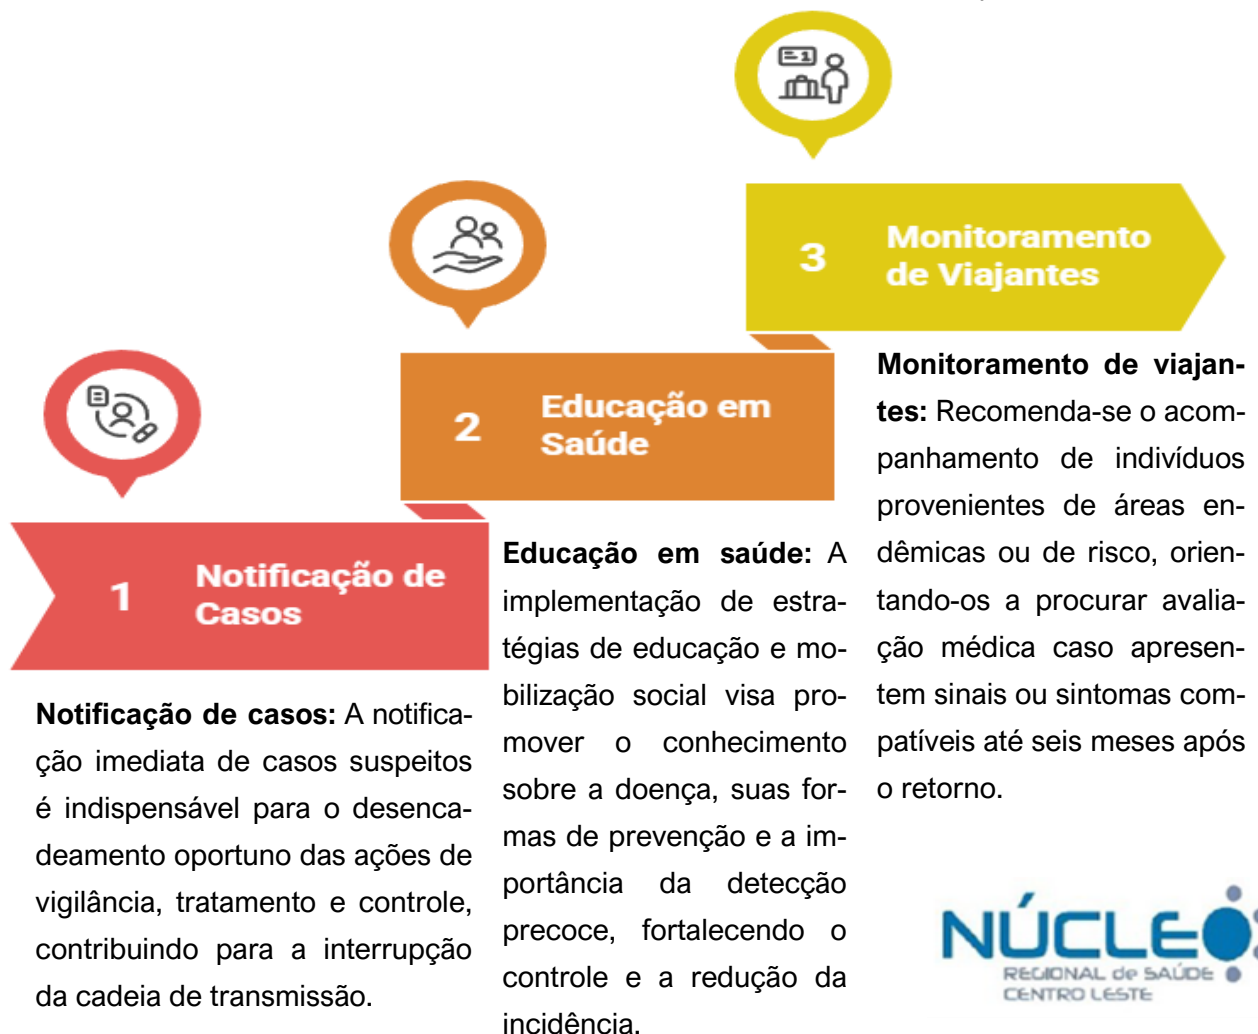 1
Notificação de
Casos
Notificação de casos: A notifica-
ção imediata de casos suspeitos
é indispensável para o desenca-
deamento oportuno das ações de
vigilância, tratamento e controle,
contribuindo para a interrupção
da cadeia de transmissão.
2
Educação em
Saúde
Educação em saúde: A
implementação de estra-
tégias de educação e mo-
bilização social visa pro-
mover o conhecimento
sobre a doença, suas for-
mas de prevenção e a im-
portância da detecção
precoce, fortalecendo o
controle e a redução da
incidência.
3
Monitoramento
de Viajantes
Monitoramento de viajan-
tes: Recomenda-se o acom-
panhamento de indivíduos
provenientes de áreas en-
dêmicas ou de risco, orien-
tando-os a procurar avalia-
ção médica caso apresen-
tem sinais ou sintomas com-
patíveis até seis meses após
o retorno.
NÚCLEO
REGIONAL de SAÚDE
CENTRO LESTE